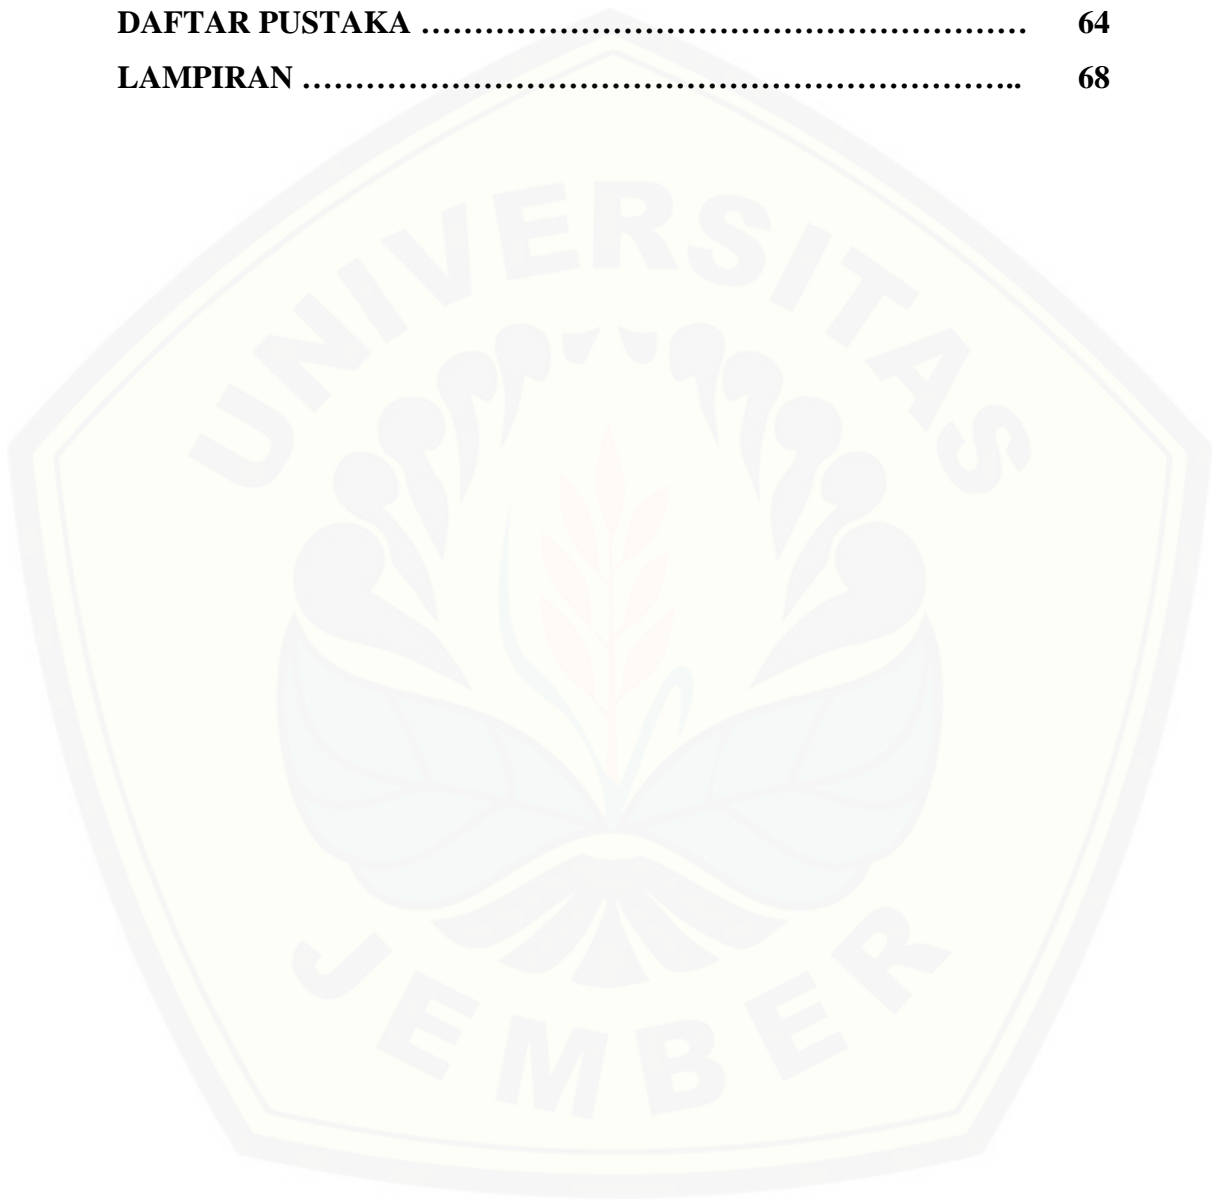 DAFTAR PUSTAKA ………………………………………………… 64
LAMPIRAN ………………………………………………………….. 68
UNIVERSITAS
JEMBER